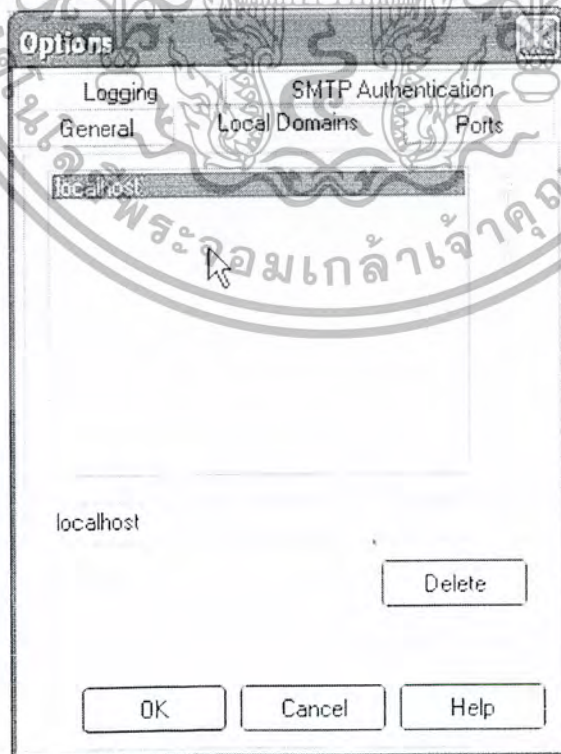 Options
Logging
SMTP Authentication
General
Local Domains
Ports
localhost
พระจอมเกล้าเจ้าคุณ
localhost
Delete
OK
Cancel
Help